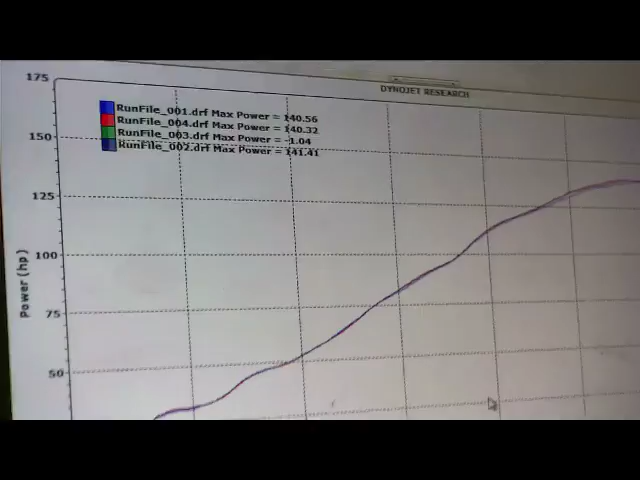 DYNOJET RESEARCH
175
RunFile_001.drf Max Power = 140.56
RunFile_004.drf Max Power = 140.32
RunFile_003.drf Max Power = -1.04
RunFile_002.drf Max Power = 141.41
150
125
100
75
50
Power (hp)